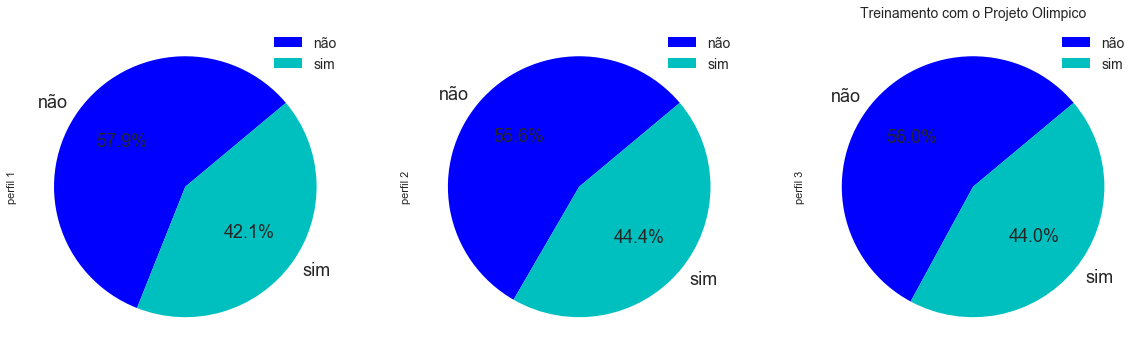 Treinamento com o Projeto Olimpico
não
sim
não
57.9%
42.1%
sim
perfil 1
não
sim
não
55.6%
44.4%
sim
perfil 2
não
sim
não
56.0%
44.0%
sim
perfil 3